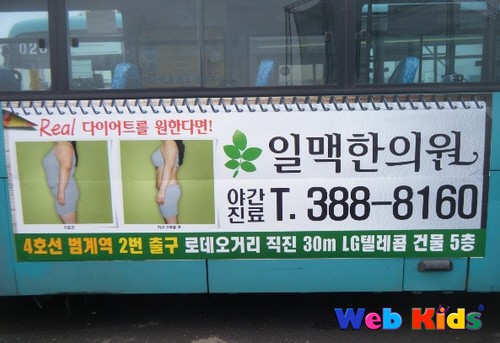 020
Real 다이어트를 원한다면!
일맥한의원
야간
진료 T. 388-8160
4호선 범계역 2번 출구 로데오거리 직진 30m LG텔레콤 건물 5층
Web Kids